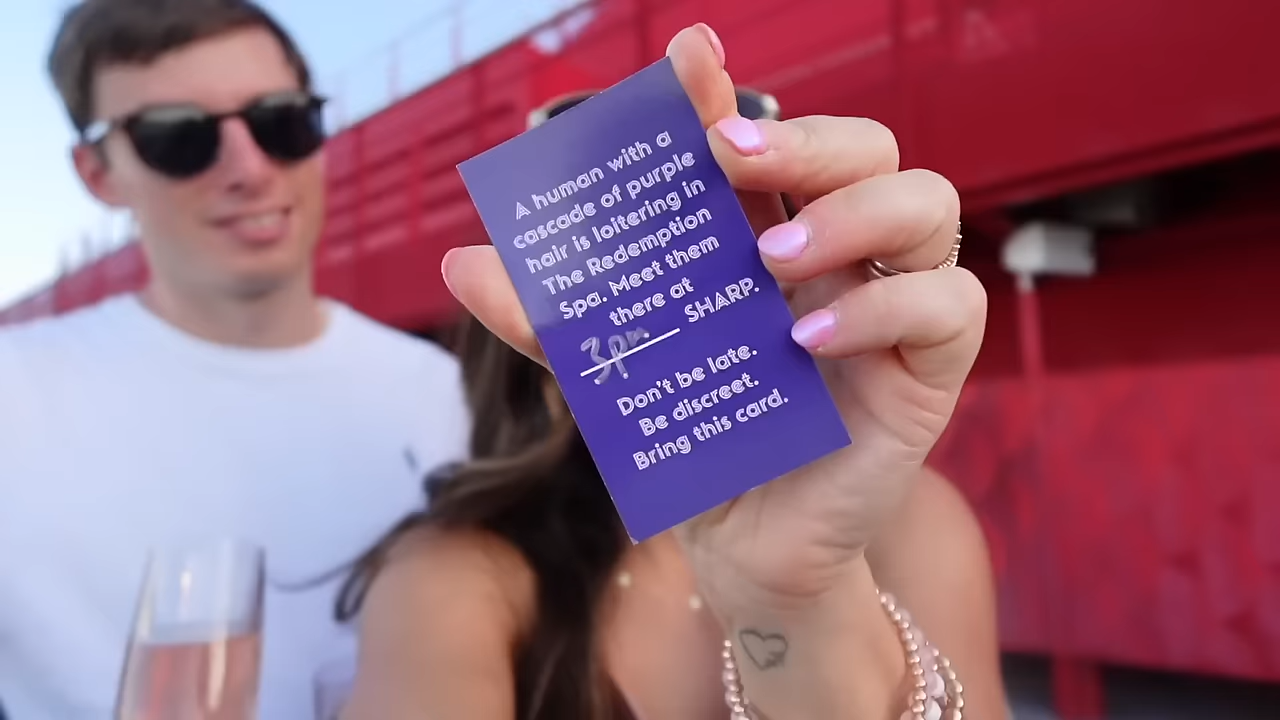 A human with a
cascade of purple
hair is loitering in
The Redemption
Spa. Meet them
there at
3pm SHARP.
Don't be late.
Be discreet.
Bring this card.